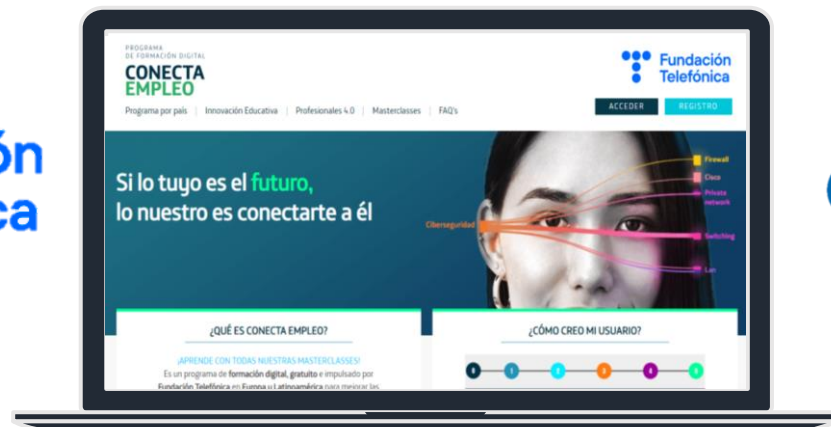 PROGRAMA
DE FORMACIÓN DIGITAL
CONECTA
EMPLEO
Fundación
Telefónica
ACCEDER
REGISTRO
Programa por país | Innovación Educativa | Profesionales 4.0 | Masterclasses | FAQ's
ón
ca
Si lo tuyo es el futuro,
lo nuestro es conectarte a él
Ciberseguridad
Firewall
Cisco
Private
network
Switching
Lan
¿QUÉ ES CONECTA EMPLEO?
¡APRENDE CON TODAS NUESTRAS MASTERCLASSES!
Es un programa de formación digital, gratuito e impulsado por
Fundación Telefónica en Europa y Latinoamérica para mejorar las
¿CÓMO CREO MI USUARIO?